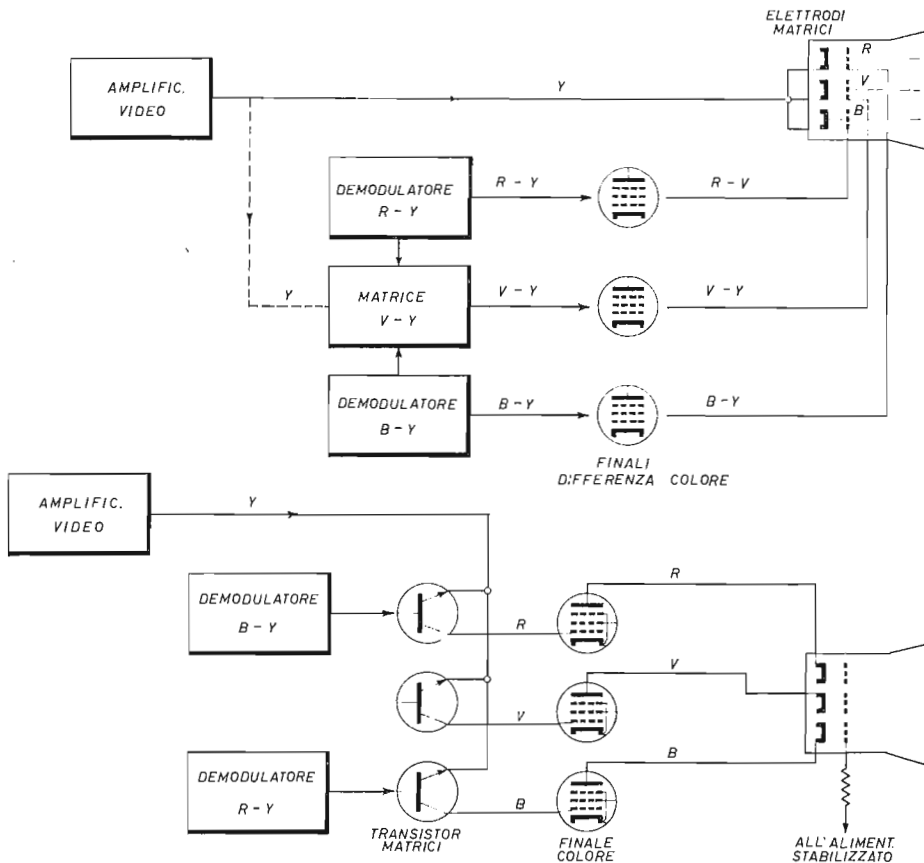 ELETTRODI
MATRICI
AMPLIFIC.
VIDEO
Y
R
V
B
DEMODULATORE
R - Y
R - Y
R - V
Y
MATRICE
V - Y
V - Y
V - Y
DEMODULATORE
B - Y
B - Y
B - Y
FINALI
DIFFERENZA COLORE
AMPLIFIC.
VIDEO
Y
DEMODULATORE
B - Y
R
R
V
V
DEMODULATORE
R - Y
B
B
TRANSISTOR
MATRICI
FINALE
COLORE
ALL'ALIMENT.
STABILIZZATO